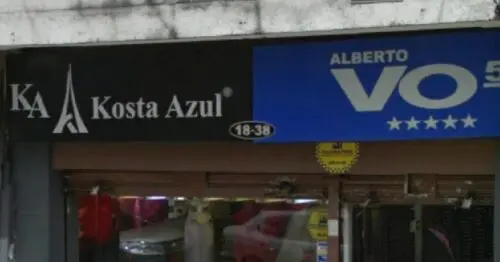 KA Kosta Azul®
18-38
ALBERTO
VO5